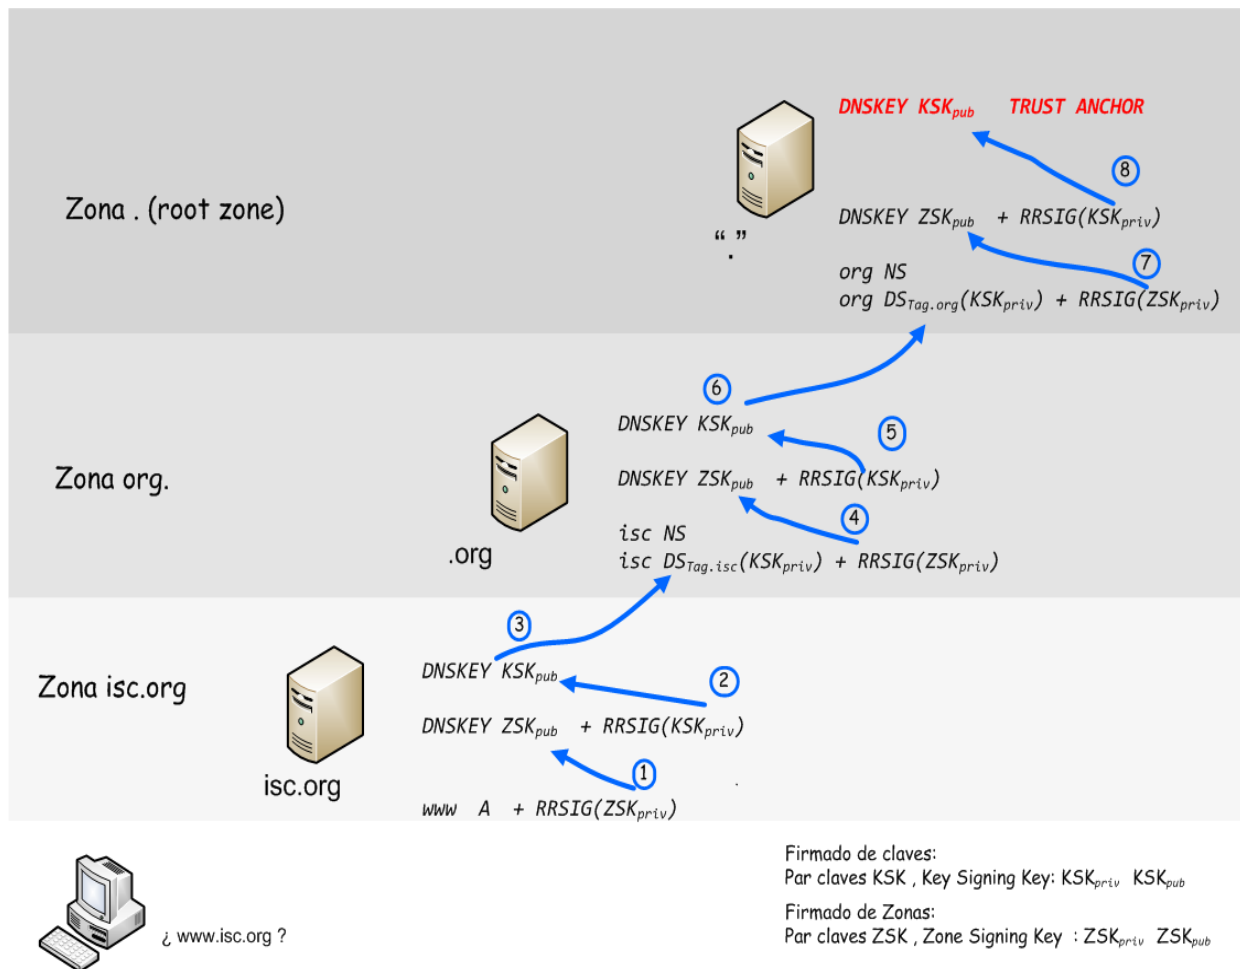 DNSKEY KSKpub TRUST ANCHOR
8
Zona . (root zone)
DNSKEY ZSKpub + RRSIG(KSKpriv)
“.”
7
org NS
org DSTag.org(KSKpriv) + RRSIG(ZSKpriv)
6
DNSKEY KSKpub
5
Zona org.
DNSKEY ZSKpub + RRSIG(KSKpriv)
4
isc NS
.org
isc DSTag.isc(KSKpriv) + RRSIG(ZSKpriv)
3
Zona isc.org
DNSKEY KSKpub
2
DNSKEY ZSKpub + RRSIG(KSKpriv)
1
isc.org
www A + RRSIG(ZSKpriv)
¿ www.isc.org ?
Firmado de claves:
Par claves KSK , Key Signing Key: KSKpriv KSKpub
Firmado de Zonas:
Par claves ZSK , Zone Signing Key : ZSKpriv ZSKpub